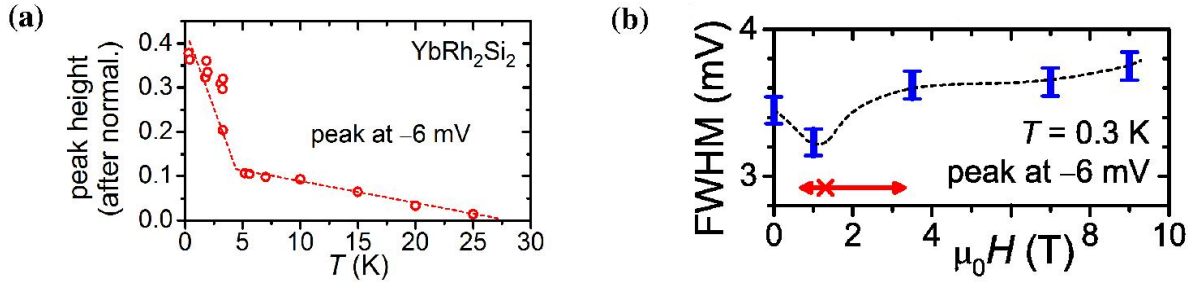 (a)
peak height
(after normal.)
0.4
0.3
0.2
0.1
0.0
YbRh₂Si₂
peak at −6 mV
0 5 10 15 20 25 30
T (K)
(b)
FWHM (mV)
4
3
T = 0.3 K
peak at −6 mV
0 2 4 6 8 10
μ₀H (T)